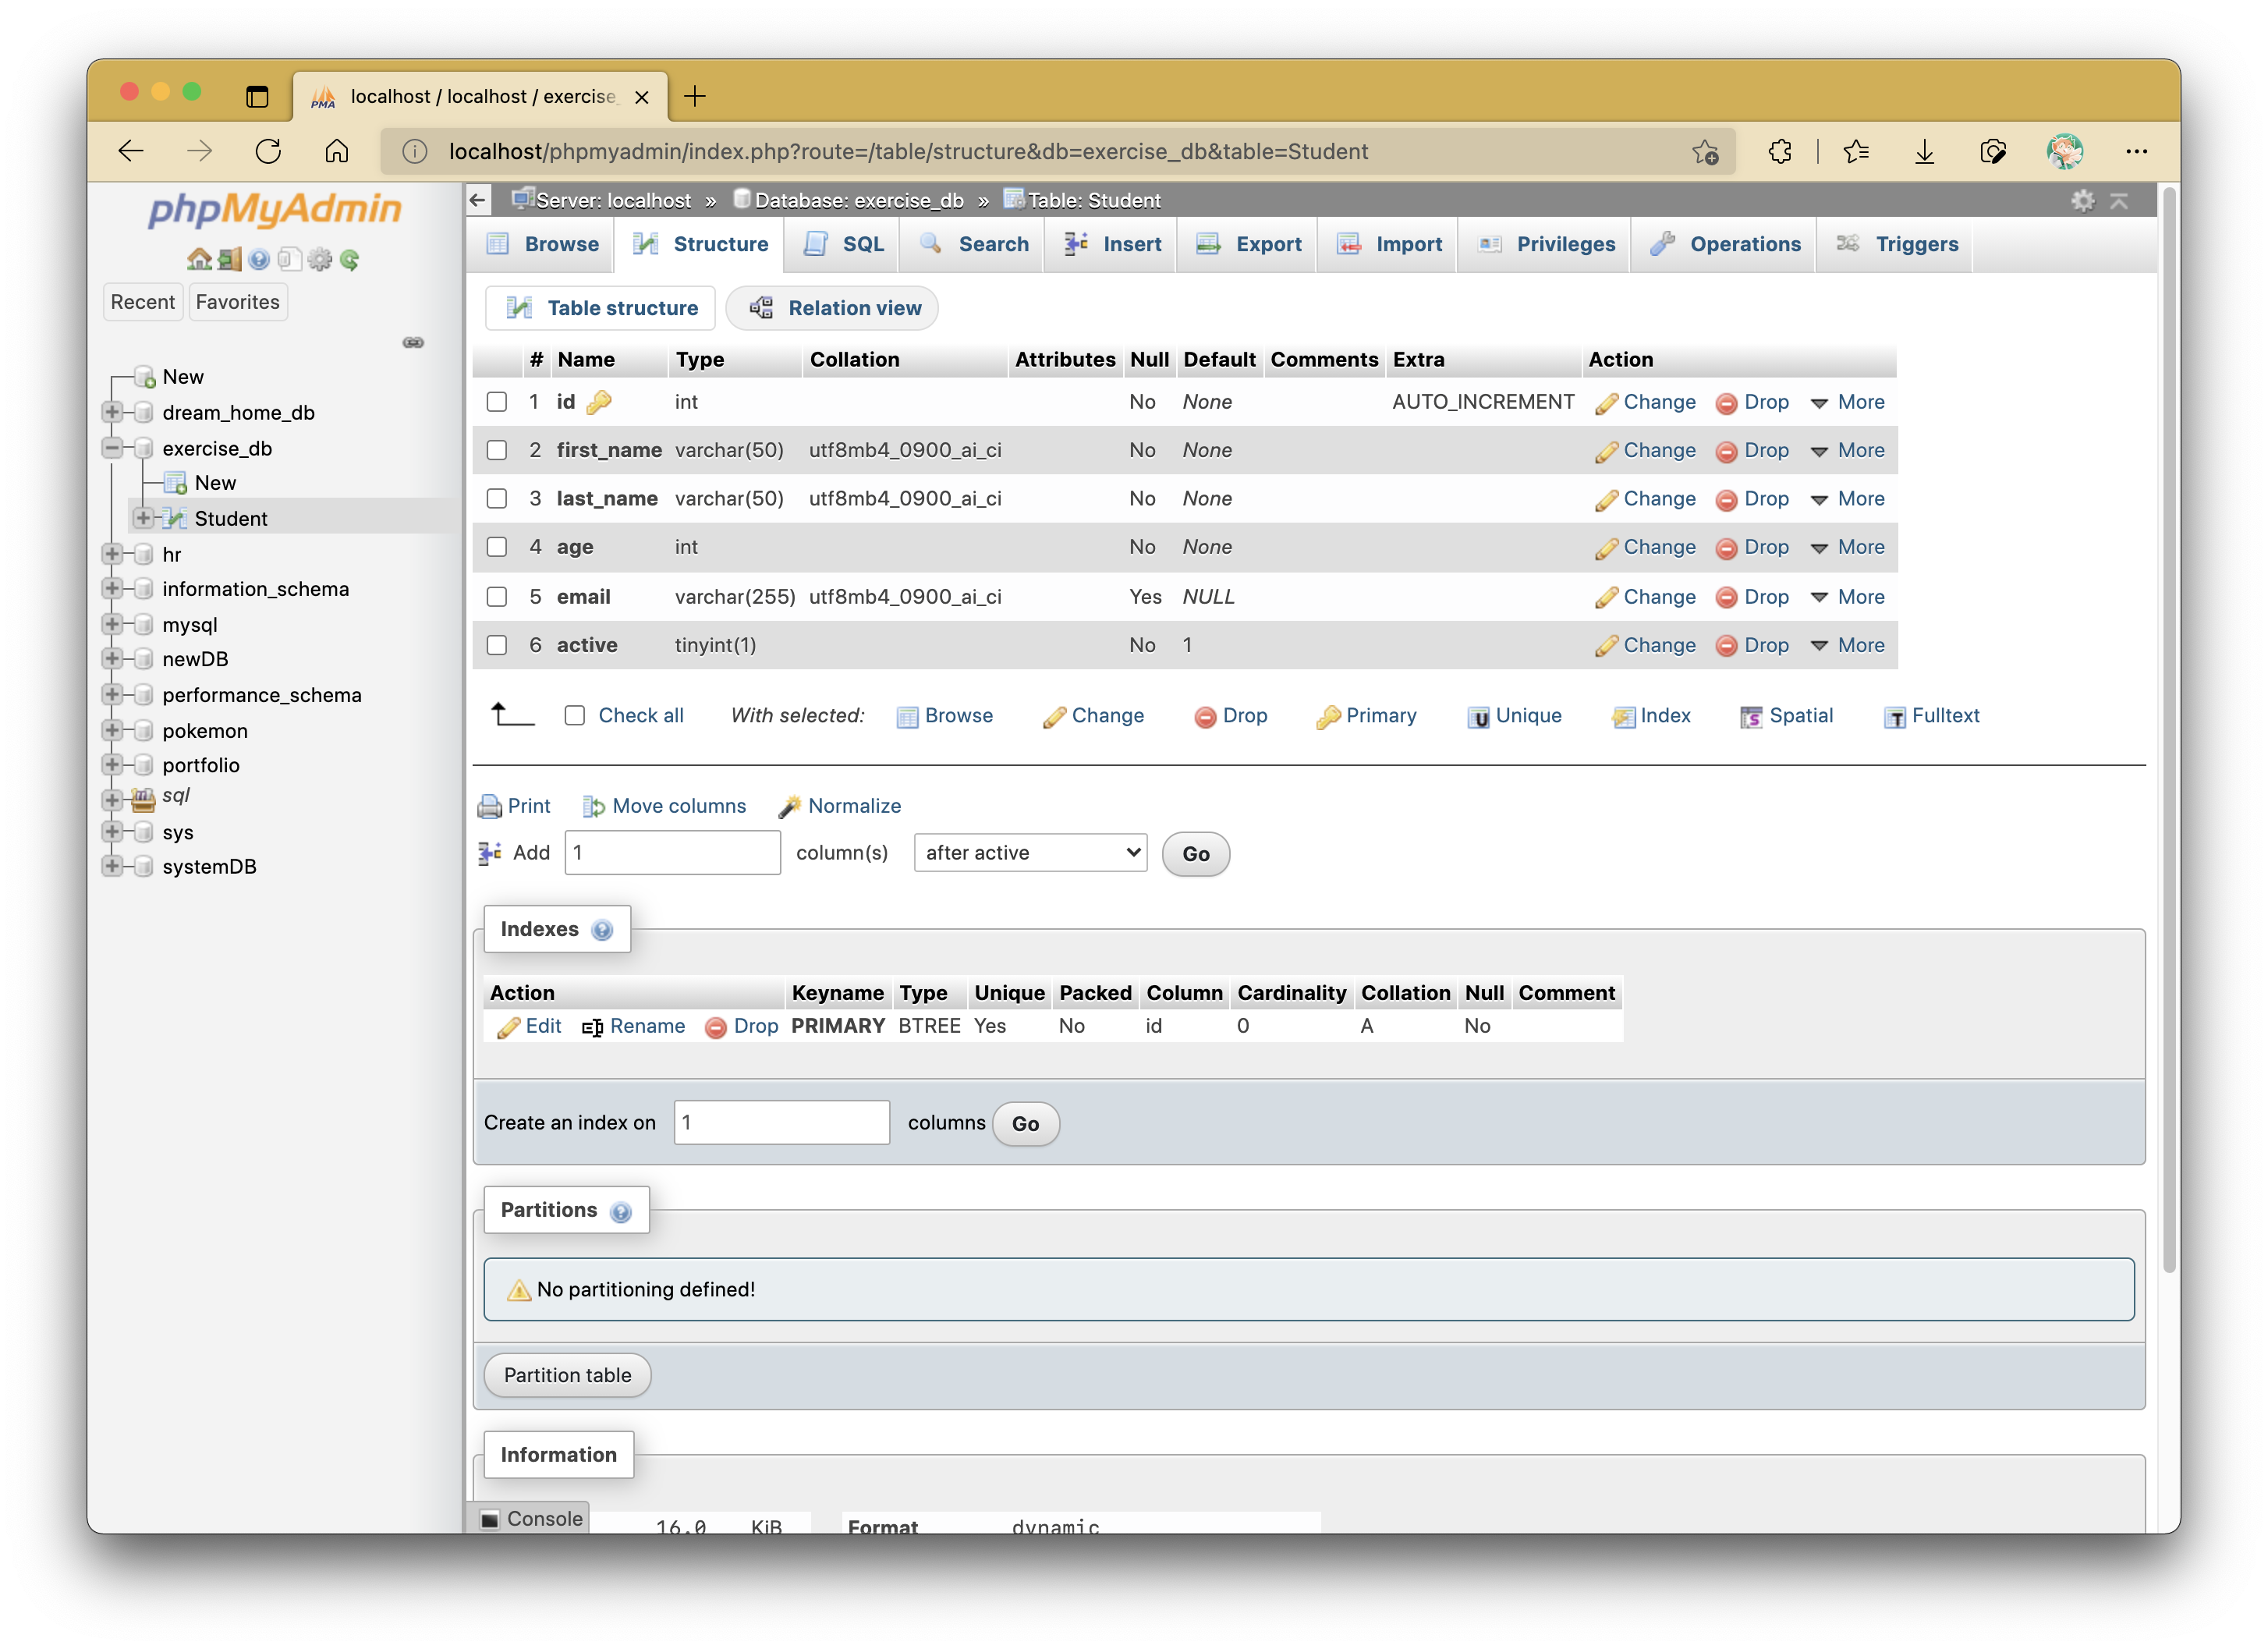 localhost / localhost / exercise_
localhost/phpmyadmin/index.php?route=/table/structure&db=exercise_db&table=Student
phpMyAdmin
Recent Favorites
New
dream_home_db
exercise_db
New
Student
hr
information_schema
mysql
newDB
performance_schema
pokemon
portfolio
sql
sys
systemDB
Server: localhost » Database: exercise_db » Table: Student
Browse Structure SQL Search Insert Export Import Privileges Operations Triggers
Table structure Relation view
# Name Type Collation Attributes Null Default Comments Extra Action
1 id int No None AUTO_INCREMENT Change Drop More
2 first_name varchar(50) utf8mb4_0900_ai_ci No None Change Drop More
3 last_name varchar(50) utf8mb4_0900_ai_ci No None Change Drop More
4 age int No None Change Drop More
5 email varchar(255) utf8mb4_0900_ai_ci Yes NULL Change Drop More
6 active tinyint(1) No 1 Change Drop More
Check all With selected: Browse Change Drop Primary Unique Index Spatial Fulltext
Print Move columns Normalize
Add 1 column(s) after active Go
Indexes
Action Keyname Type Unique Packed Column Cardinality Collation Null Comment
Edit Rename Drop PRIMARY BTREE Yes No id 0 A No
Create an index on 1 columns Go
Partitions
No partitioning defined!
Partition table
Information
Console
16.0 KiB Format dynamic